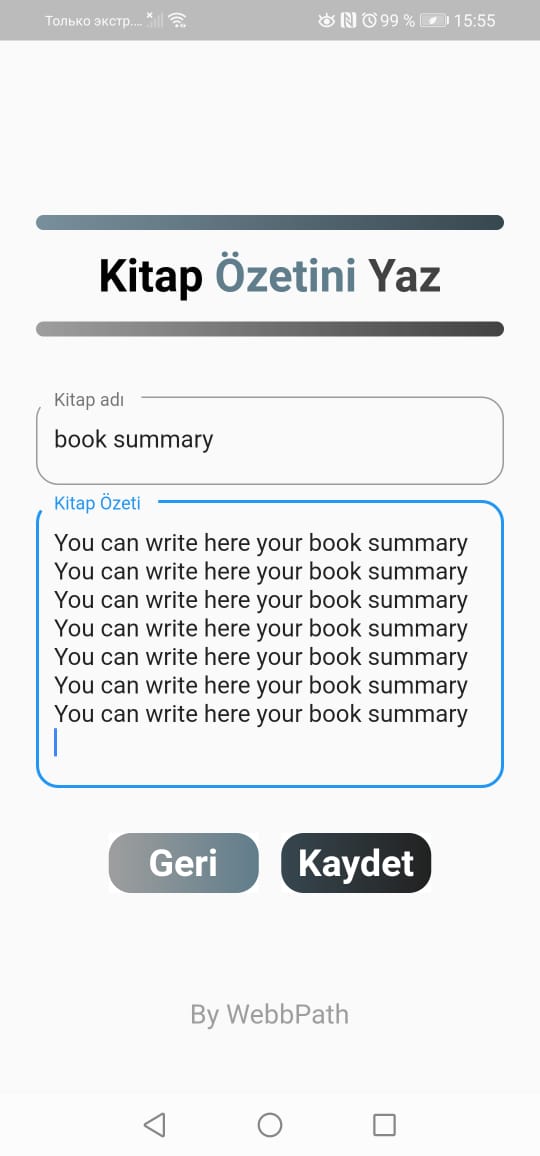 Только экстр....
99 %
15:55
Kitap Özetini Yaz
Kitap adı
book summary
Kitap Özeti
You can write here your book summary
You can write here your book summary
You can write here your book summary
You can write here your book summary
You can write here your book summary
You can write here your book summary
You can write here your book summary
Geri
Kaydet
By WebbPath